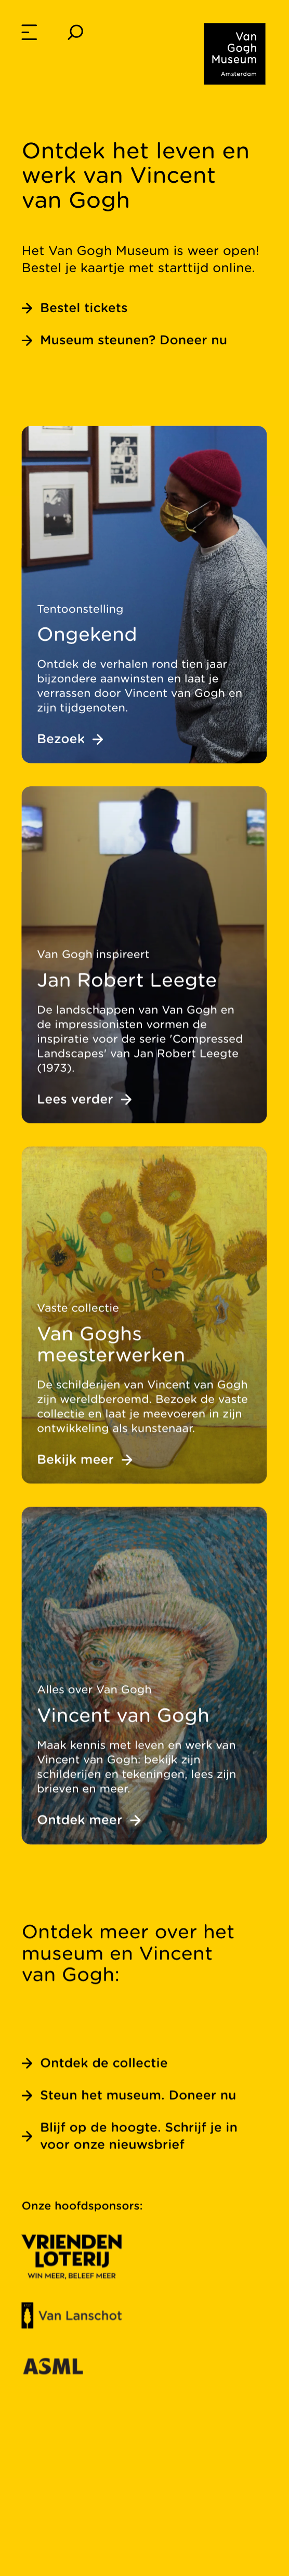 Van
Gogh
Museum
Amsterdam
Ontdek het leven en
werk van Vincent
van Gogh
Het Van Gogh Museum is weer open!
Bestel je kaartje met starttijd online.
Bestel tickets
Museum steunen? Doneer nu
Tentoonstelling
Ongekend
Ontdek de verhalen rond tien jaar
bijzondere aanwinsten en laat je
verrassen door Vincent van Gogh en
zijn tijdgenoten.
Bezoek
Van Gogh inspireert
Jan Robert Leegte
De landschappen van Van Gogh en
de impressionisten vormen de
inspiratie voor de serie 'Compressed
Landscapes' van Jan Robert Leegte
(1973).
Lees verder
Vaste collectie
Van Goghs
meesterwerken
De schilderijen van Vincent van Gogh
zijn wereldberoemd. Bezoek de vaste
collectie en laat je meevoeren in zijn
ontwikkeling als kunstenaar.
Bekijk meer
Alles over Van Gogh
Vincent van Gogh
Maak kennis met leven en werk van
Vincent van Gogh: bekijk zijn
schilderijen en tekeningen, lees zijn
brieven en meer.
Ontdek meer
Ontdek meer over het
museum en Vincent
van Gogh:
Ontdek de collectie
Steun het museum. Doneer nu
Blijf op de hoogte. Schrijf je in
voor onze nieuwsbrief
Onze hoofdsponsors:
VRIENDEN
LOTERIJ
WIN MEER, BELEEF MEER
Van Lanschot
ASML